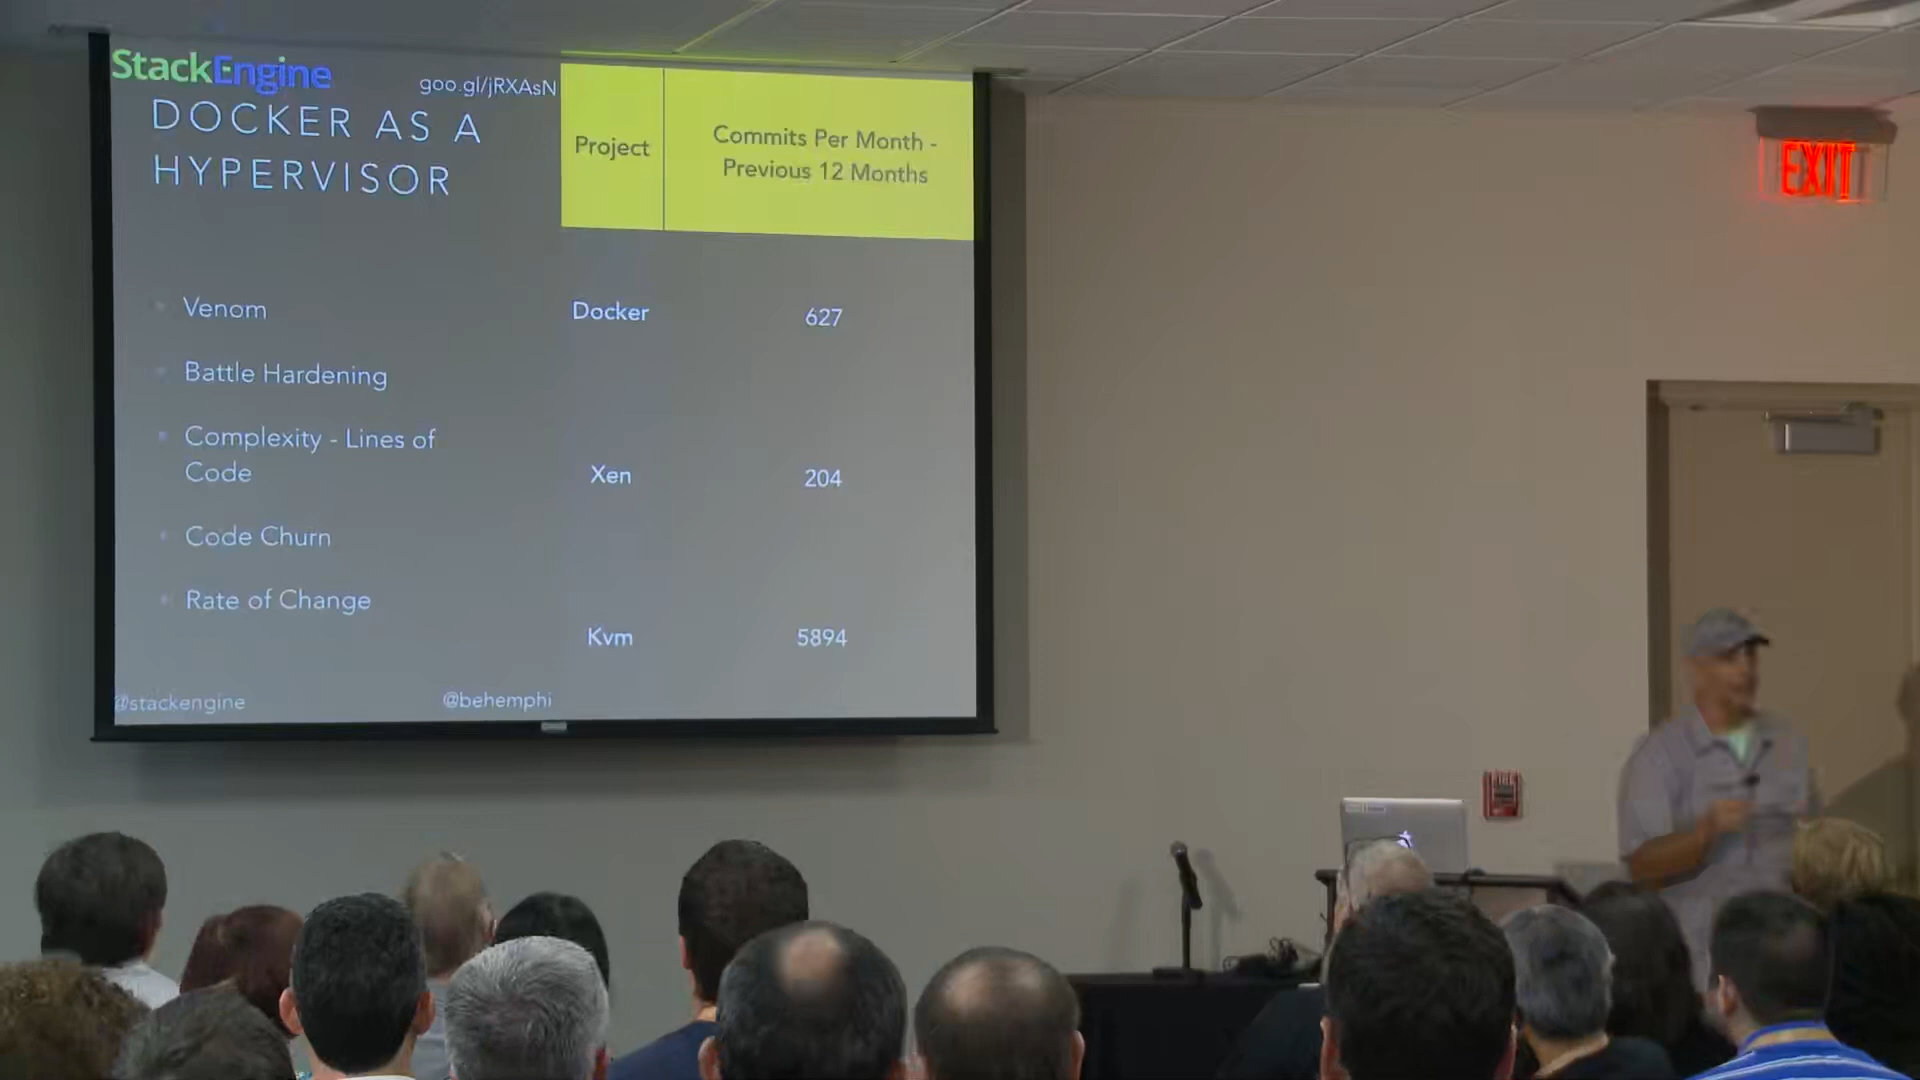 StackEngine
goo.gl/jRXAsN
DOCKER AS A
HYPERVISOR
Venom
Battle Hardening
Complexity - Lines of
Code
Code Churn
Rate of Change
@stackengine
@behemphi
Project
Commits Per Month -
Previous 12 Months
Docker
627
Xen
204
Kvm
5894
EXIT
FIRE